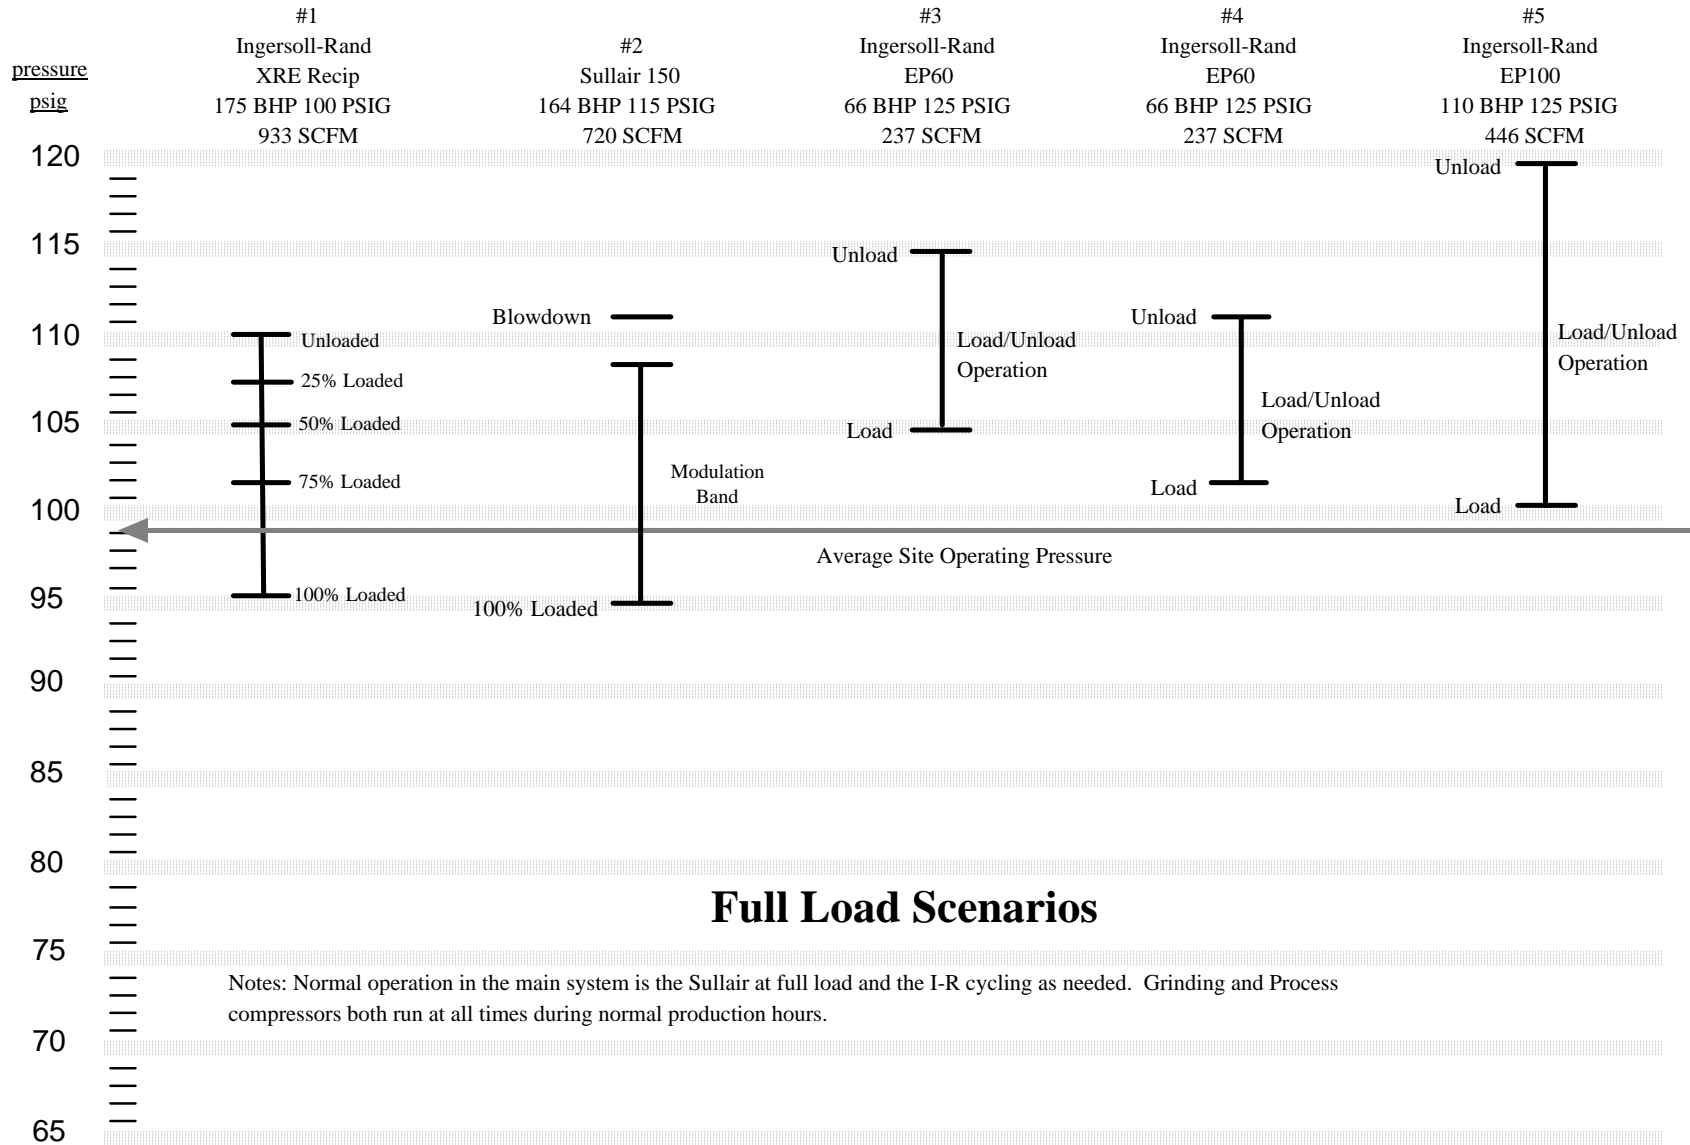 #1
Ingersoll-Rand
XRE Recip
175 BHP 100 PSIG
933 SCFM
#2
Sullair 150
164 BHP 115 PSIG
720 SCFM
#3
Ingersoll-Rand
EP60
66 BHP 125 PSIG
237 SCFM
#4
Ingersoll-Rand
EP60
66 BHP 125 PSIG
237 SCFM
#5
Ingersoll-Rand
EP100
110 BHP 125 PSIG
446 SCFM
pressure
psig
120
115
110
105
100
95
90
85
80
75
70
65
Unloaded
25% Loaded
50% Loaded
75% Loaded
100% Loaded
Blowdown
Modulation
Band
100% Loaded
Unload
Load/Unload
Operation
Load
Unload
Load/Unload
Operation
Load
Unload
Load/Unload
Operation
Load
Average Site Operating Pressure
Full Load Scenarios
Notes: Normal operation in the main system is the Sullair at full load and the I-R cycling as needed.  Grinding and Process
compressors both run at all times during normal production hours.